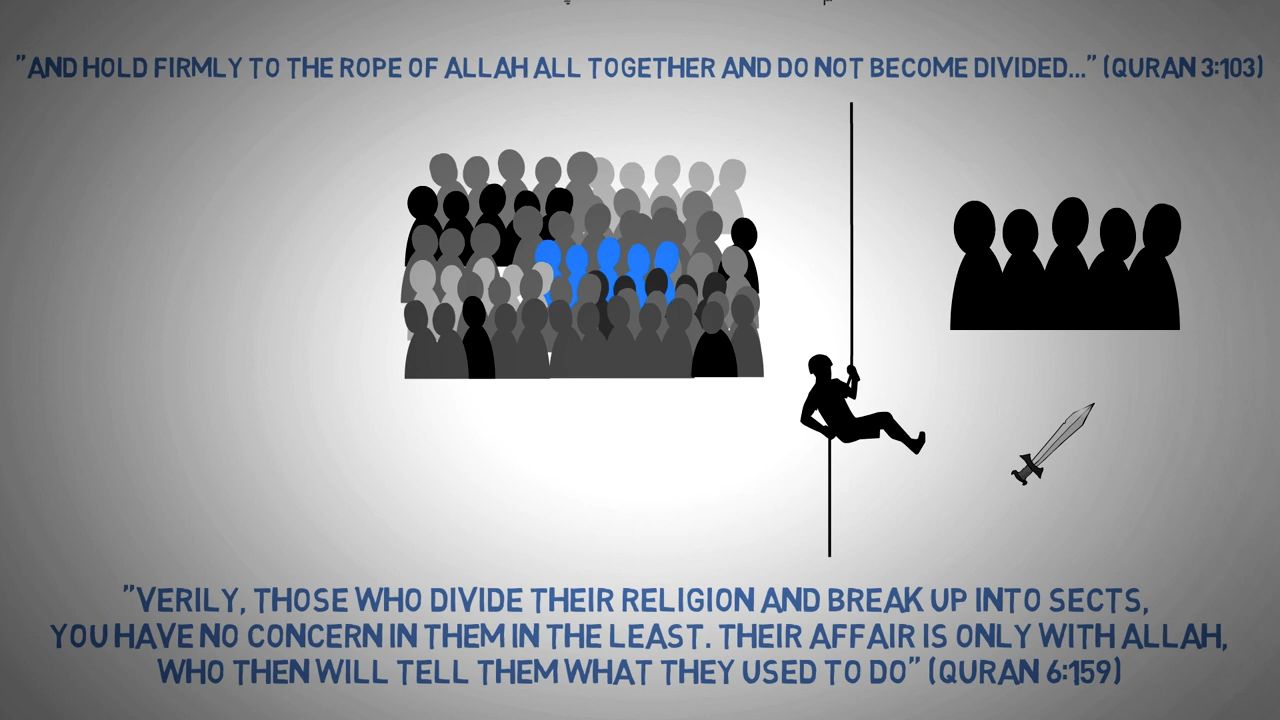 "AND HOLD FIRMLY TO THE ROPE OF ALLAH ALL TOGETHER AND DO NOT BECOME DIVIDED..." (QURAN 3:103)
"VERILY, THOSE WHO DIVIDE THEIR RELIGION AND BREAK UP INTO SECTS,
YOU HAVE NO CONCERN IN THEM IN THE LEAST. THEIR AFFAIR IS ONLY WITH ALLAH,
WHO THEN WILL TELL THEM WHAT THEY USED TO DO" (QURAN 6:159)